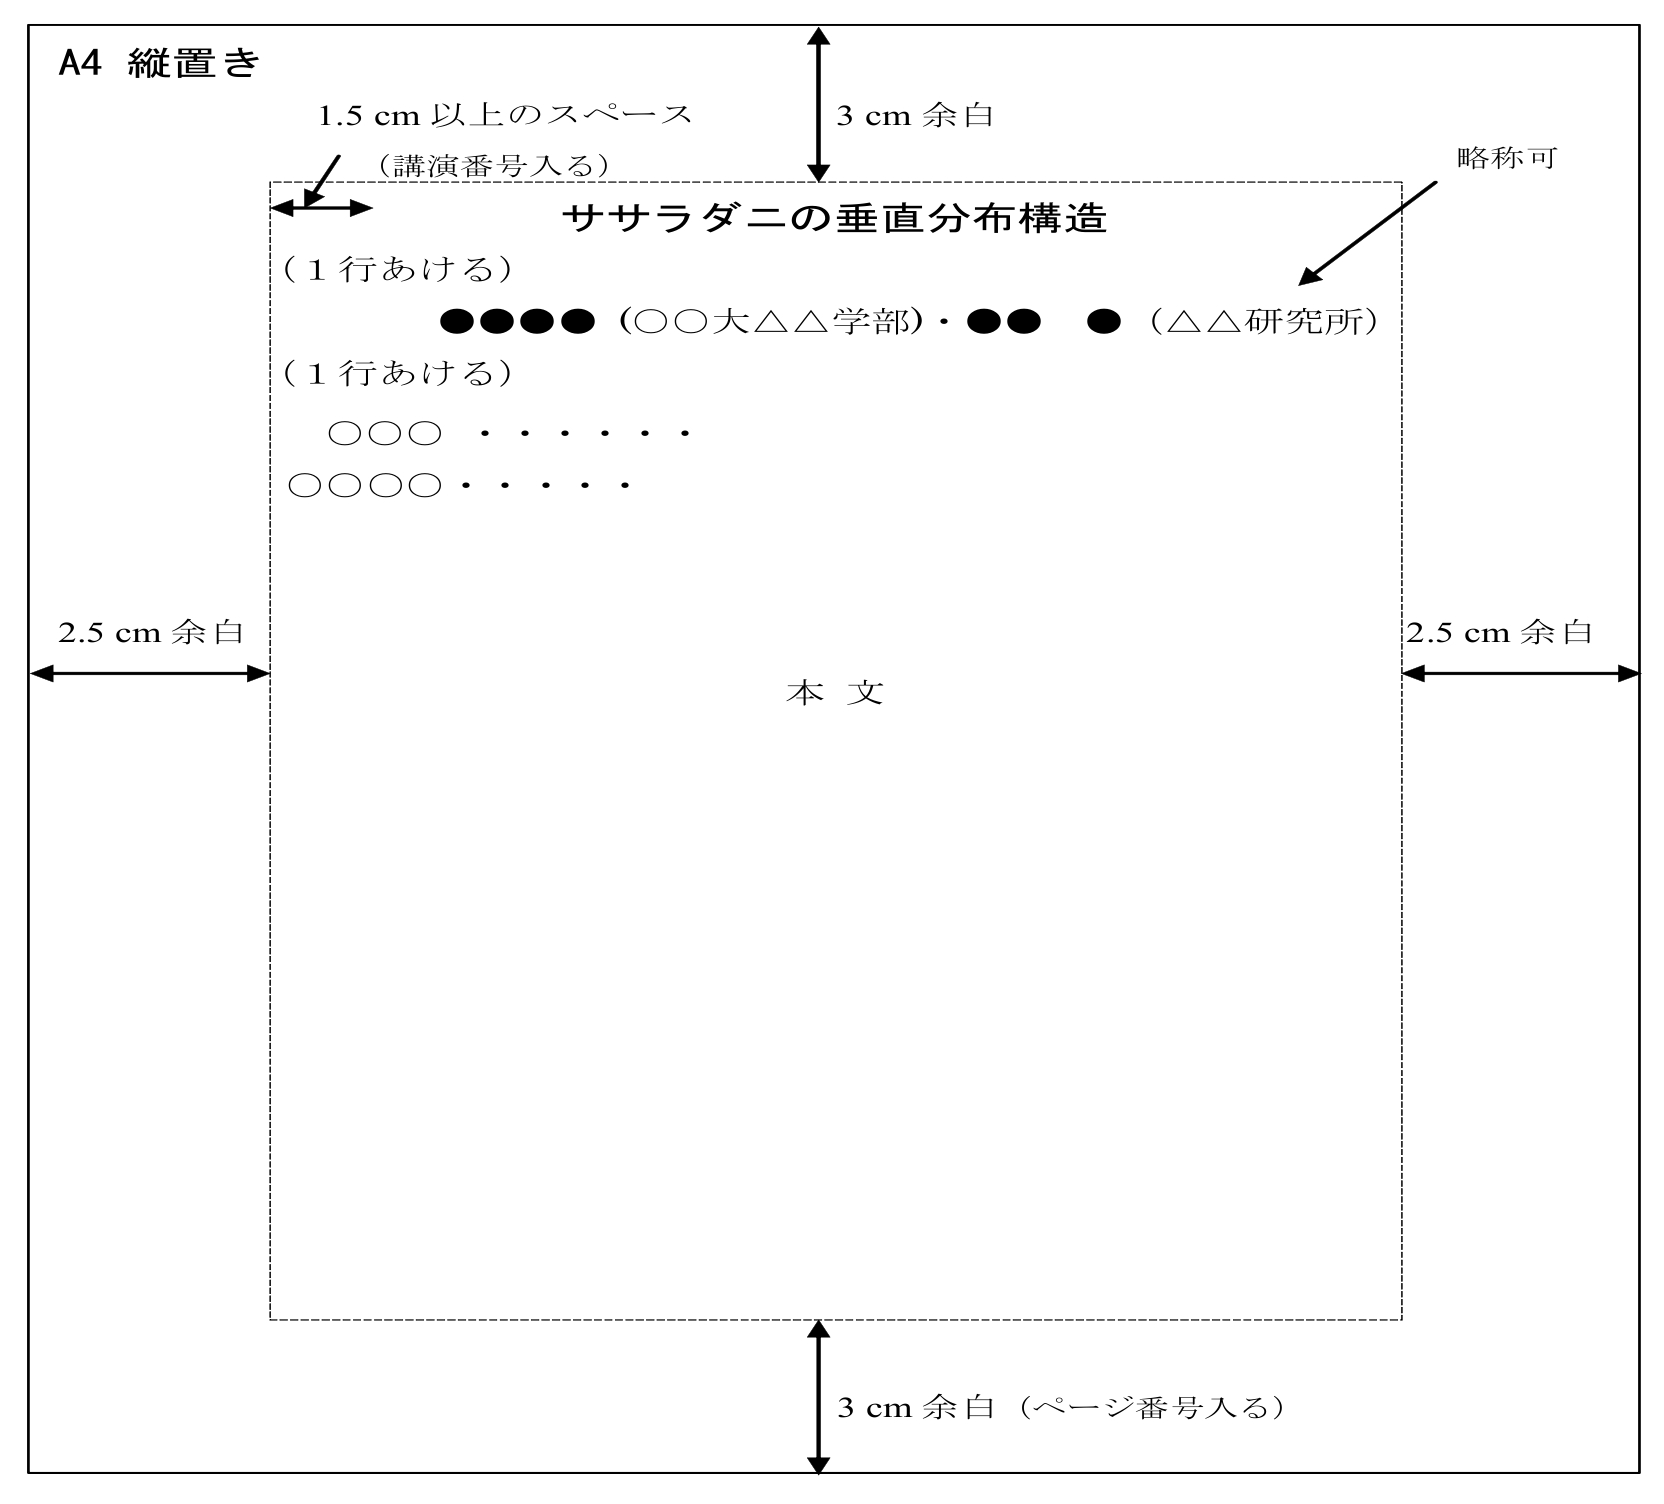 A4 縦置き
1.5 cm 以上のスペース
（講演番号入る）
3 cm 余白
略称可
ササラダニの垂直分布構造
（１行あける）
●●●●（○○大△△学部）・●●　●（△△研究所）
（１行あける）
○○○ ・・・・・・
○○○○・・・・・
2.5 cm 余白
2.5 cm 余白
本 文
3 cm 余白（ページ番号入る）